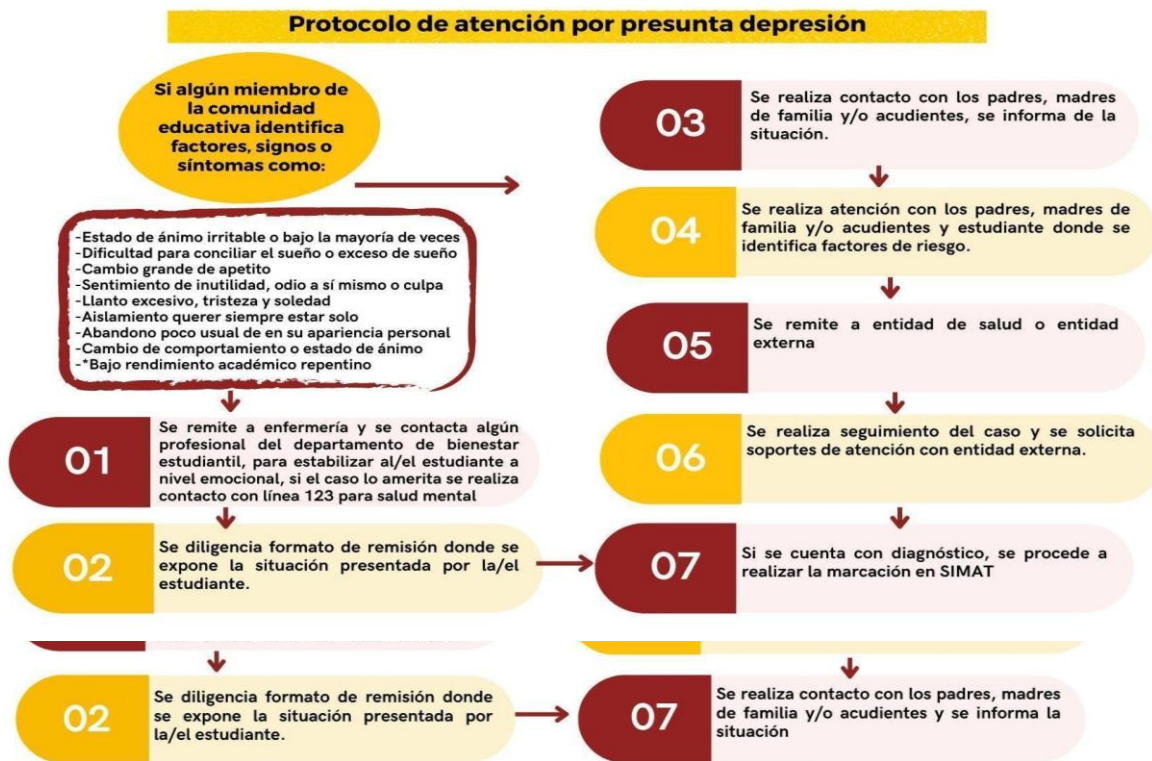 Protocolo de atención por presunta depresión
Si algún miembro de
la comunidad
educativa identifica
factores, signos o
síntomas como:
-Estado de ánimo irritable o bajo la mayoría de veces
-Dificultad para conciliar el sueño o exceso de sueño
-Cambio grande de apetito
-Sentimiento de inutilidad, odio a sí mismo o culpa
-Llanto excesivo, tristeza y soledad
-Aislamiento querer siempre estar solo
-Abandono poco usual de en su apariencia personal
-Cambio de comportamiento o estado de ánimo
-*Bajo rendimiento académico repentino
01
Se remite a enfermería y se contacta algún
profesional del departamento de bienestar
estudiantil, para estabilizar al/el estudiante a
nivel emocional, si el caso lo amerita se realiza
contacto con línea 123 para salud mental
02
Se diligencia formato de remisión donde se
expone la situación presentada por la/el
estudiante.
03
Se realiza contacto con los padres, madres
de familia y/o acudientes, se informa de la
situación.
04
Se realiza atención con los padres, madres de
familia y/o acudientes y estudiante donde se
identifica factores de riesgo.
05
Se remite a entidad de salud o entidad
externa
06
Se realiza seguimiento del caso y se solicita
soportes de atención con entidad externa.
07
Si se cuenta con diagnóstico, se procede a
realizar la marcación en SIMAT
02
Se diligencia formato de remisión donde
se expone la situación presentada por
la/el estudiante.
07
Se realiza contacto con los padres, madres
de familia y/o acudientes y se informa la
situación